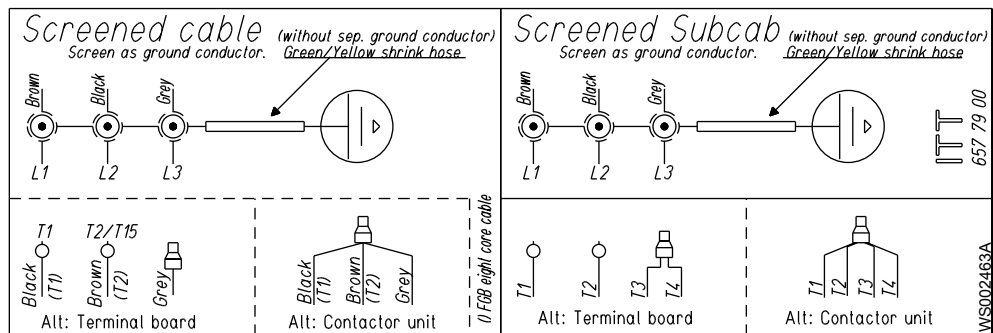 Screened cable (without sep. ground conductor)
Screen as ground conductor. Green/Yellow shrink hose
Brown
Black
Grey
L1
L2
L3
T1
T2/T15
Black
(T1)
Brown
(T2)
Grey
Alt: Terminal board
Black
(T1)
Brown
(T2)
Grey
Alt: Contactor unit
() FGB eight core cable
Screened Subcab (without sep. ground conductor)
Screen as ground conductor. Green/Yellow shrink hose
Brown
Black
Grey
L1
L2
L3
ITT
657 79 00
T1
T2
T3
T4
Alt: Terminal board
T1
T2
T3
T4
Alt: Contactor unit
WS002463A